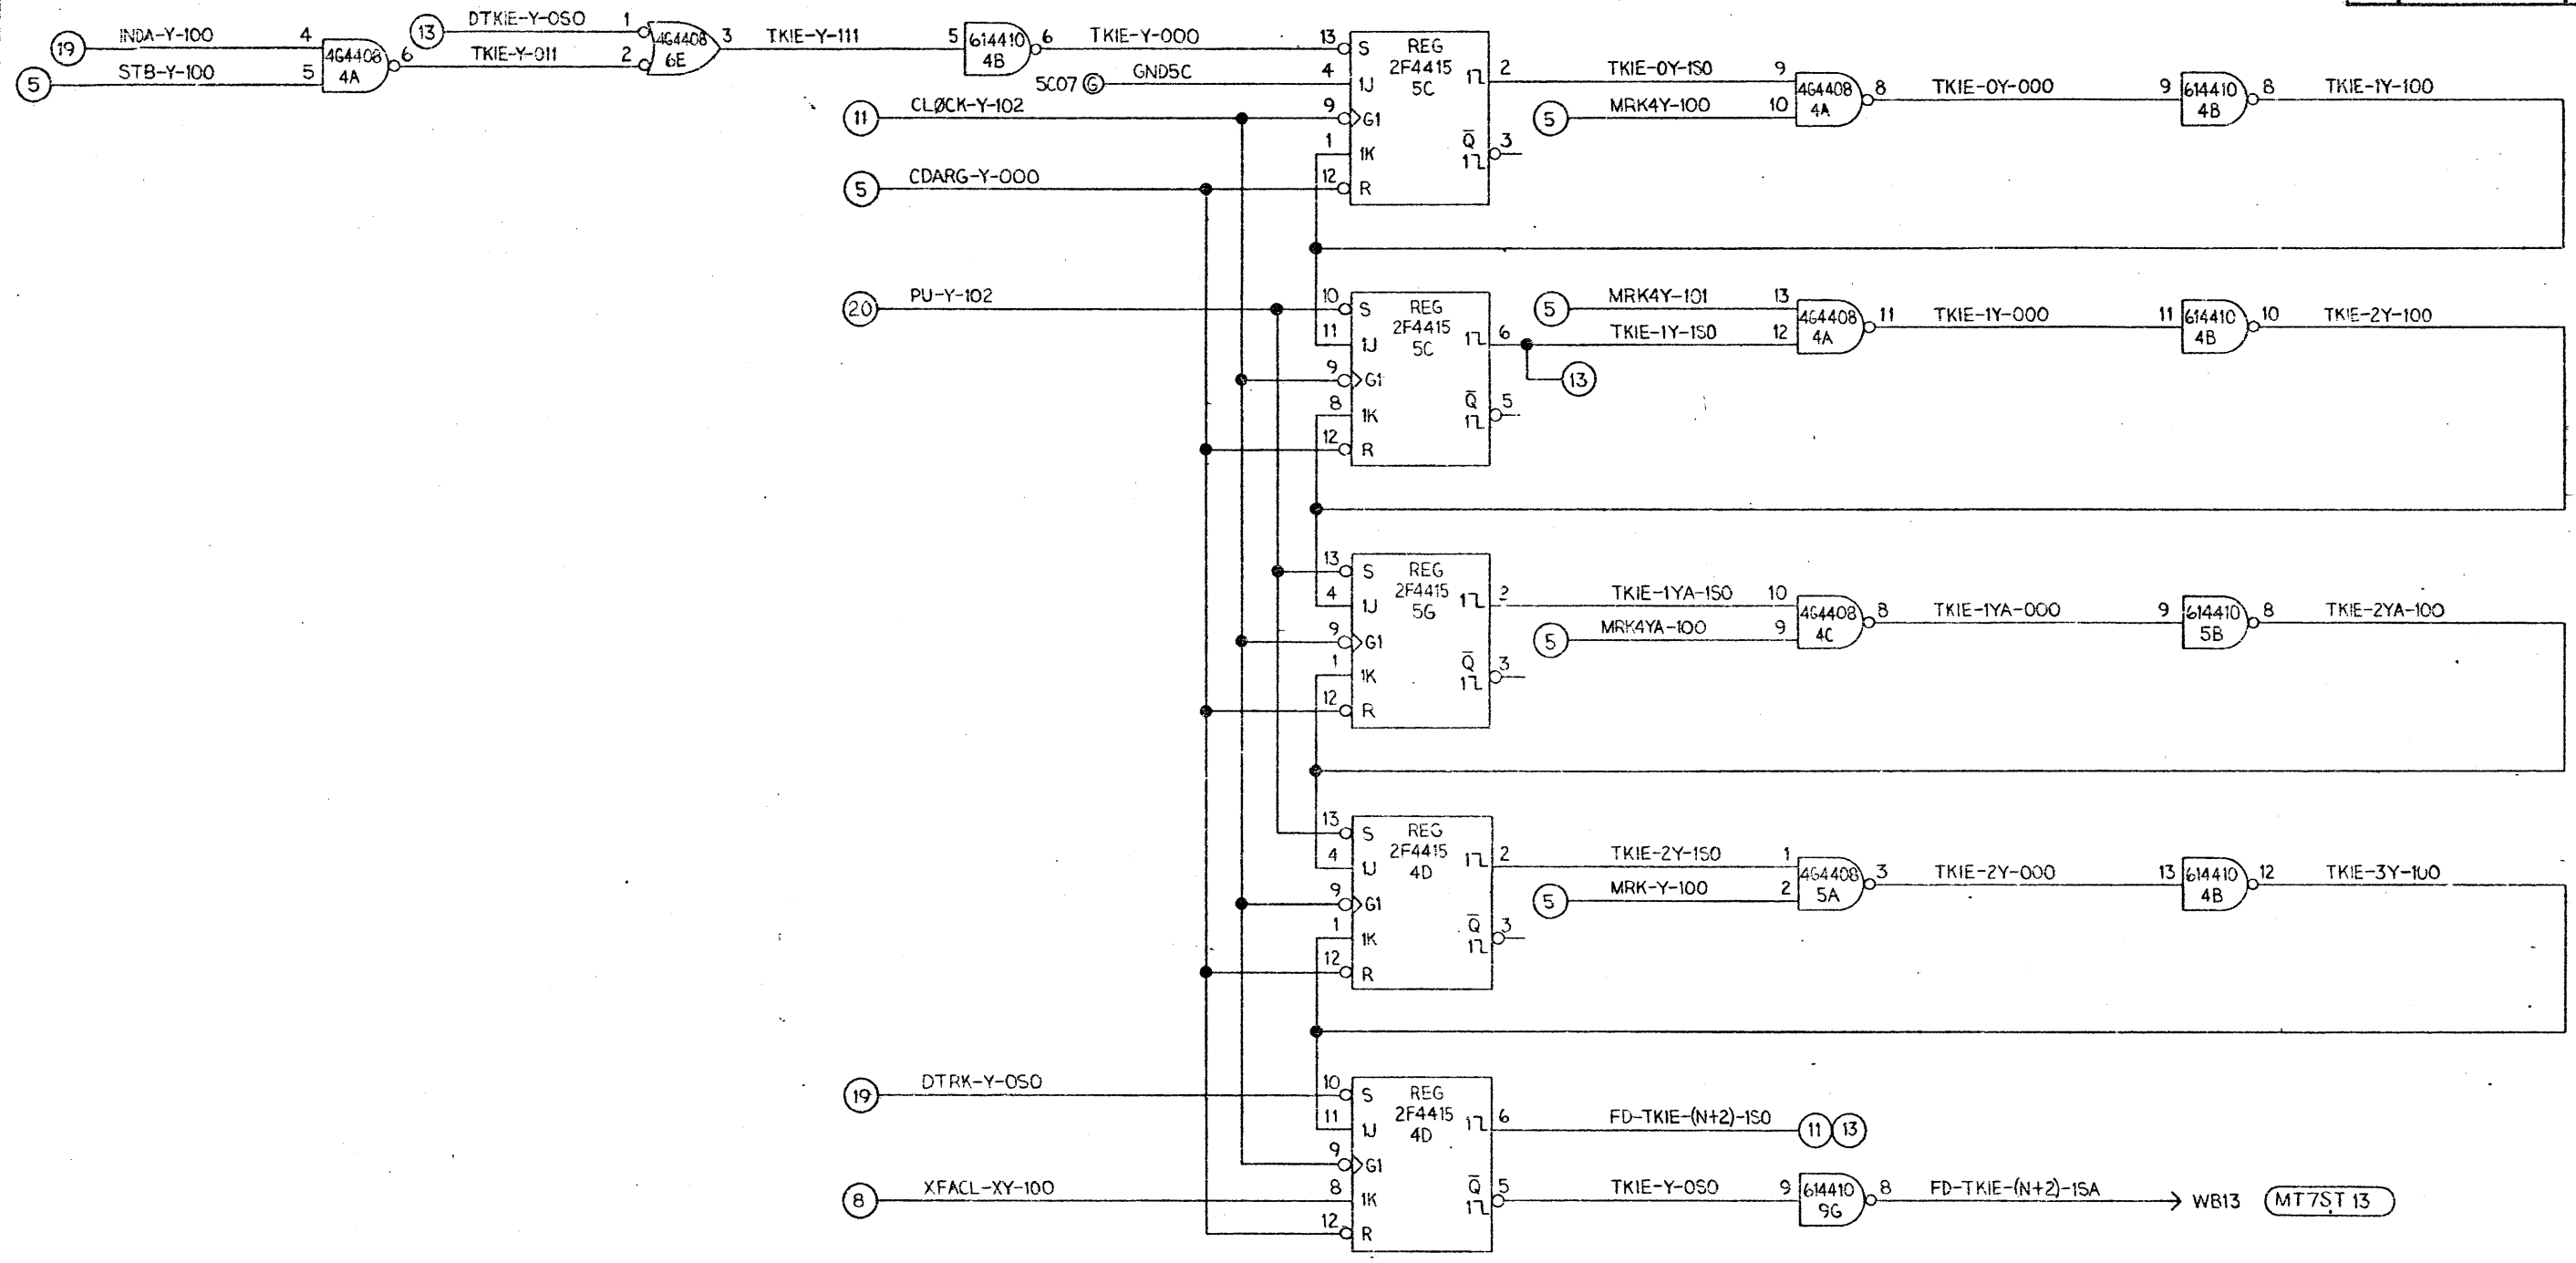 19 INDA-Y-100 4
5 STB-Y-100 5
4G4408 4A 6
TKIE-Y-011 2
13 DTKIE-Y-0S0 1
4G4408 6E 3
TKIE-Y-111 5
614410 4B 6
TKIE-Y-000 13
5C07 G GND5C 4
11 CLØCK-Y-102 9
1
5 CDARG-Y-000 12
S REG 2F4415 5C
1J
G1
1K Q
R
2 TKIE-0Y-1S0 9
5 MRK4Y-100 10
3
4G4408 4A 8
TKIE-0Y-000 9
614410 4B 8
TKIE-1Y-100
20 PU-Y-102 10
11
9
8
12
S REG 2F4415 5C
1J
G1
1K Q
R
5 MRK4Y-101 13
6 TKIE-1Y-1S0 12
13
5
4G4408 4A 11
TKIE-1Y-000 11
614410 4B 10
TKIE-2Y-100
13
4
9
1
12
S REG 2F4415 5G
1J
G1
1K Q
R
2 TKIE-1YA-1S0 10
5 MRK4YA-100 9
3
4G4408 4C 8
TKIE-1YA-000 9
614410 5B 8
TKIE-2YA-100
13
4
9
1
12
S REG 2F4415 4D
1J
G1
1K Q
R
2 TKIE-2Y-1S0 1
5 MRK-Y-100 2
3
4G4408 5A 3
TKIE-2Y-000 13
614410 4B 12
TKIE-3Y-100
19 DTRK-Y-0S0 10
11
9
8 XFACL-XY-100 8
12
S REG 2F4415 4D
1J
G1
1K Q
R
6 FD-TKIE-(N+2)-1S0 11 13
5 TKIE-Y-0S0 9
614410 9G 8
FD-TKIE-(N+2)-1SA WB13 MT7ST 13